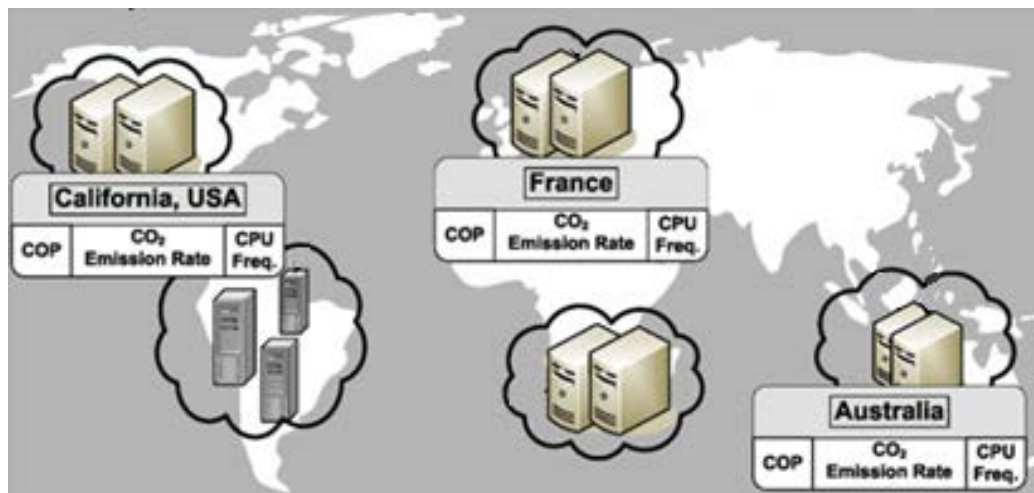 California, USA
COP
CO₂
Emission Rate
CPU
Freq.
France
COP
CO₂
Emission Rate
CPU
Freq.
Australia
COP
CO₂
Emission Rate
CPU
Freq.